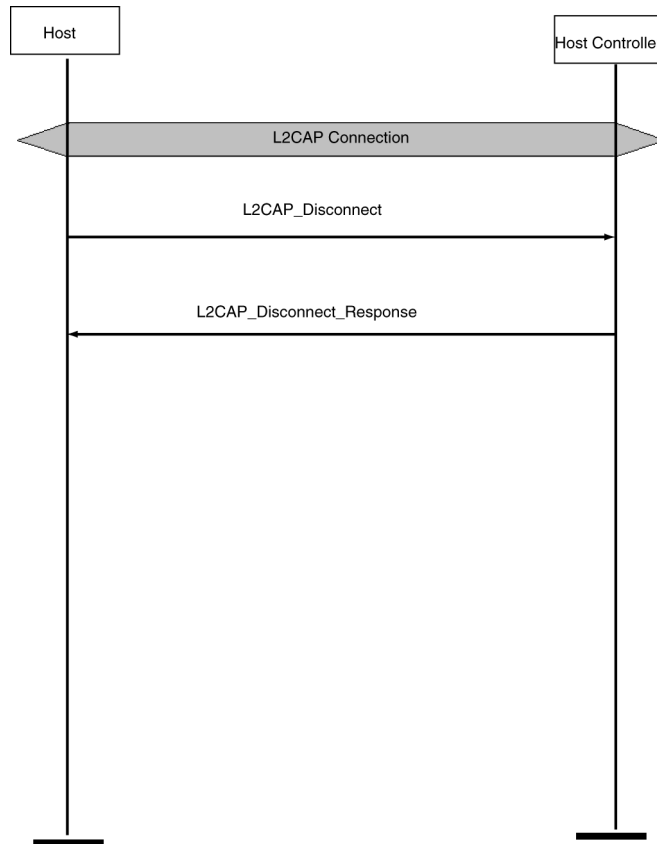 Host
Host Controlle
L2CAP Connection
L2CAP_Disconnect
L2CAP_Disconnect_Response